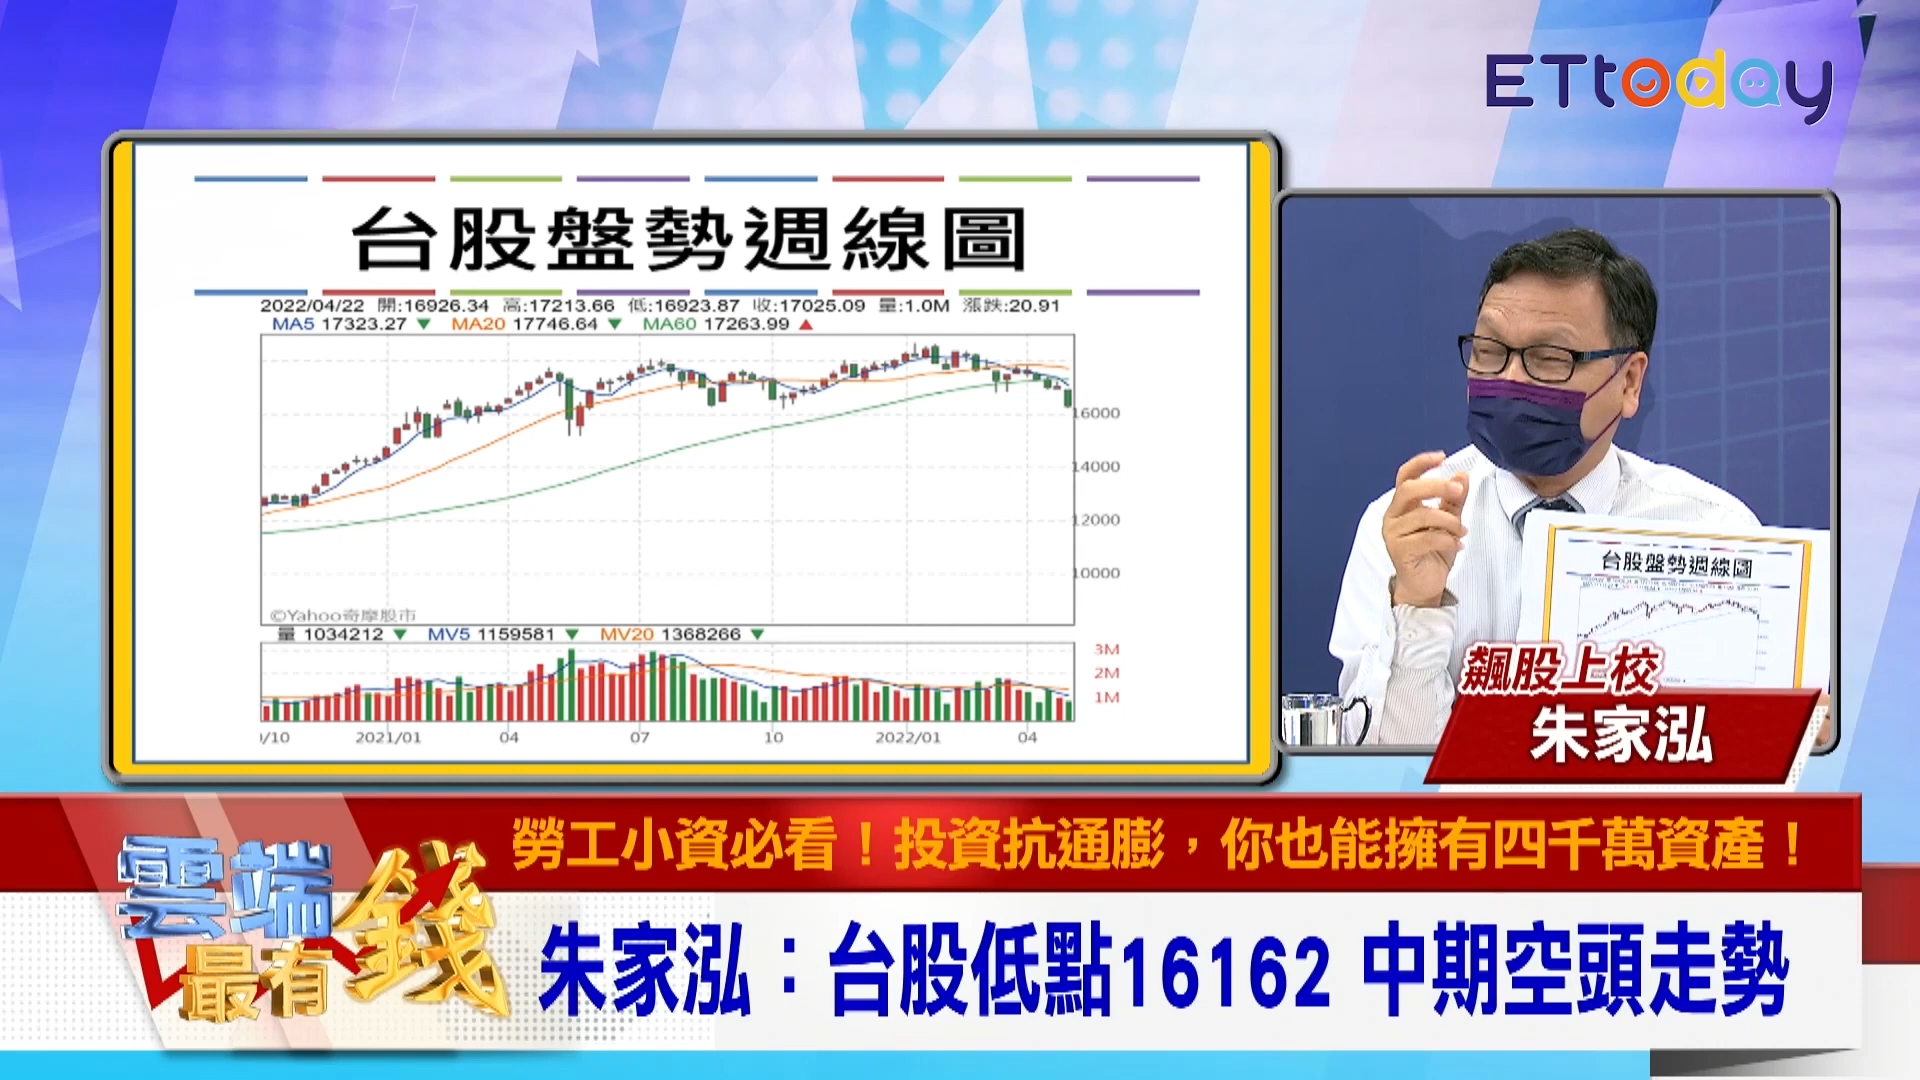 ETtoday
台股盤勢週線圖
2022/04/22 開:16926.34 高:17213.66 低:16923.87 收:17025.09 量:1.0M 漲跌:20.91
MA5 17323.27 ▼ MA20 17746.64 ▼ MA60 17263.99 ▲
16000
14000
12000
10000
©Yahoo奇摩股市
量 1034212 ▼ MV5 1159581 ▼ MV20 1368266 ▼
3M
2M
1M
/10 2021/01 04 07 10 2022/01 04
台股盤勢週線圖
飆股上校
朱家泓
雲端最有錢
勞工小資必看！投資抗通膨，你也能擁有四千萬資產！
朱家泓：台股低點16162 中期空頭走勢